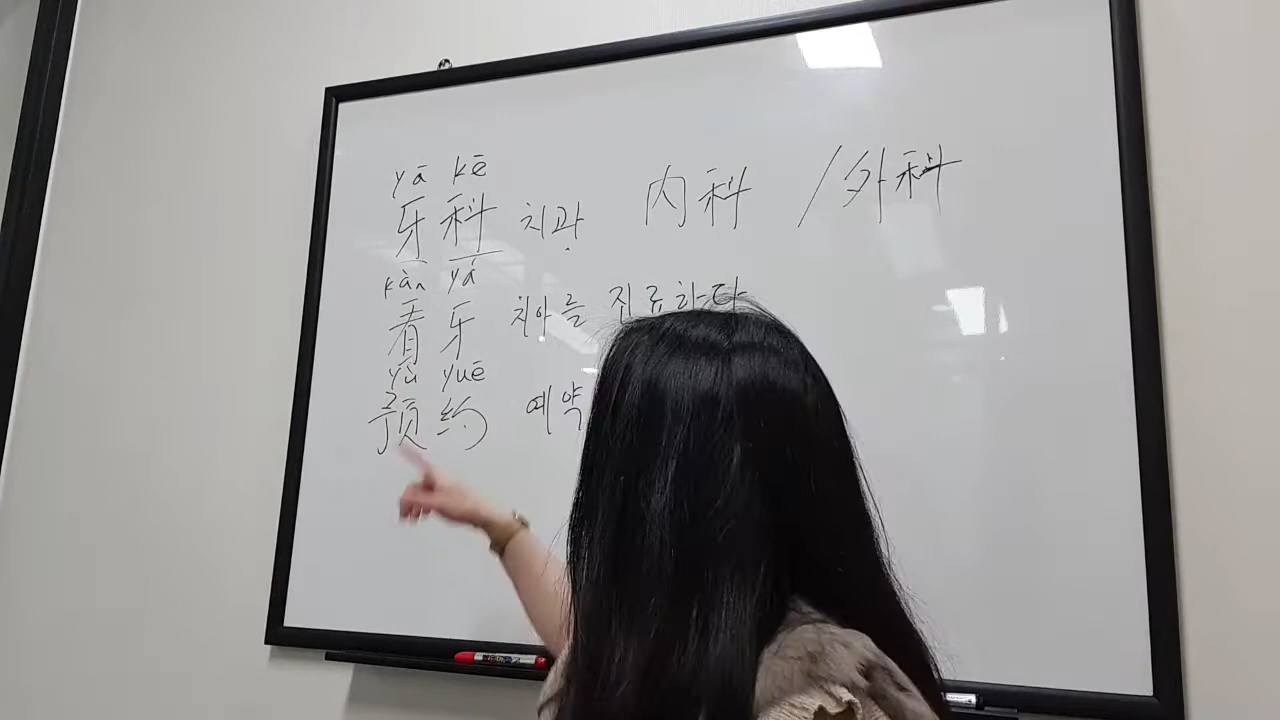 yā kē
牙科 치과 内科 / 外科
kàn yá
看牙 치아를 진료하다
yù yuē
预约 예약